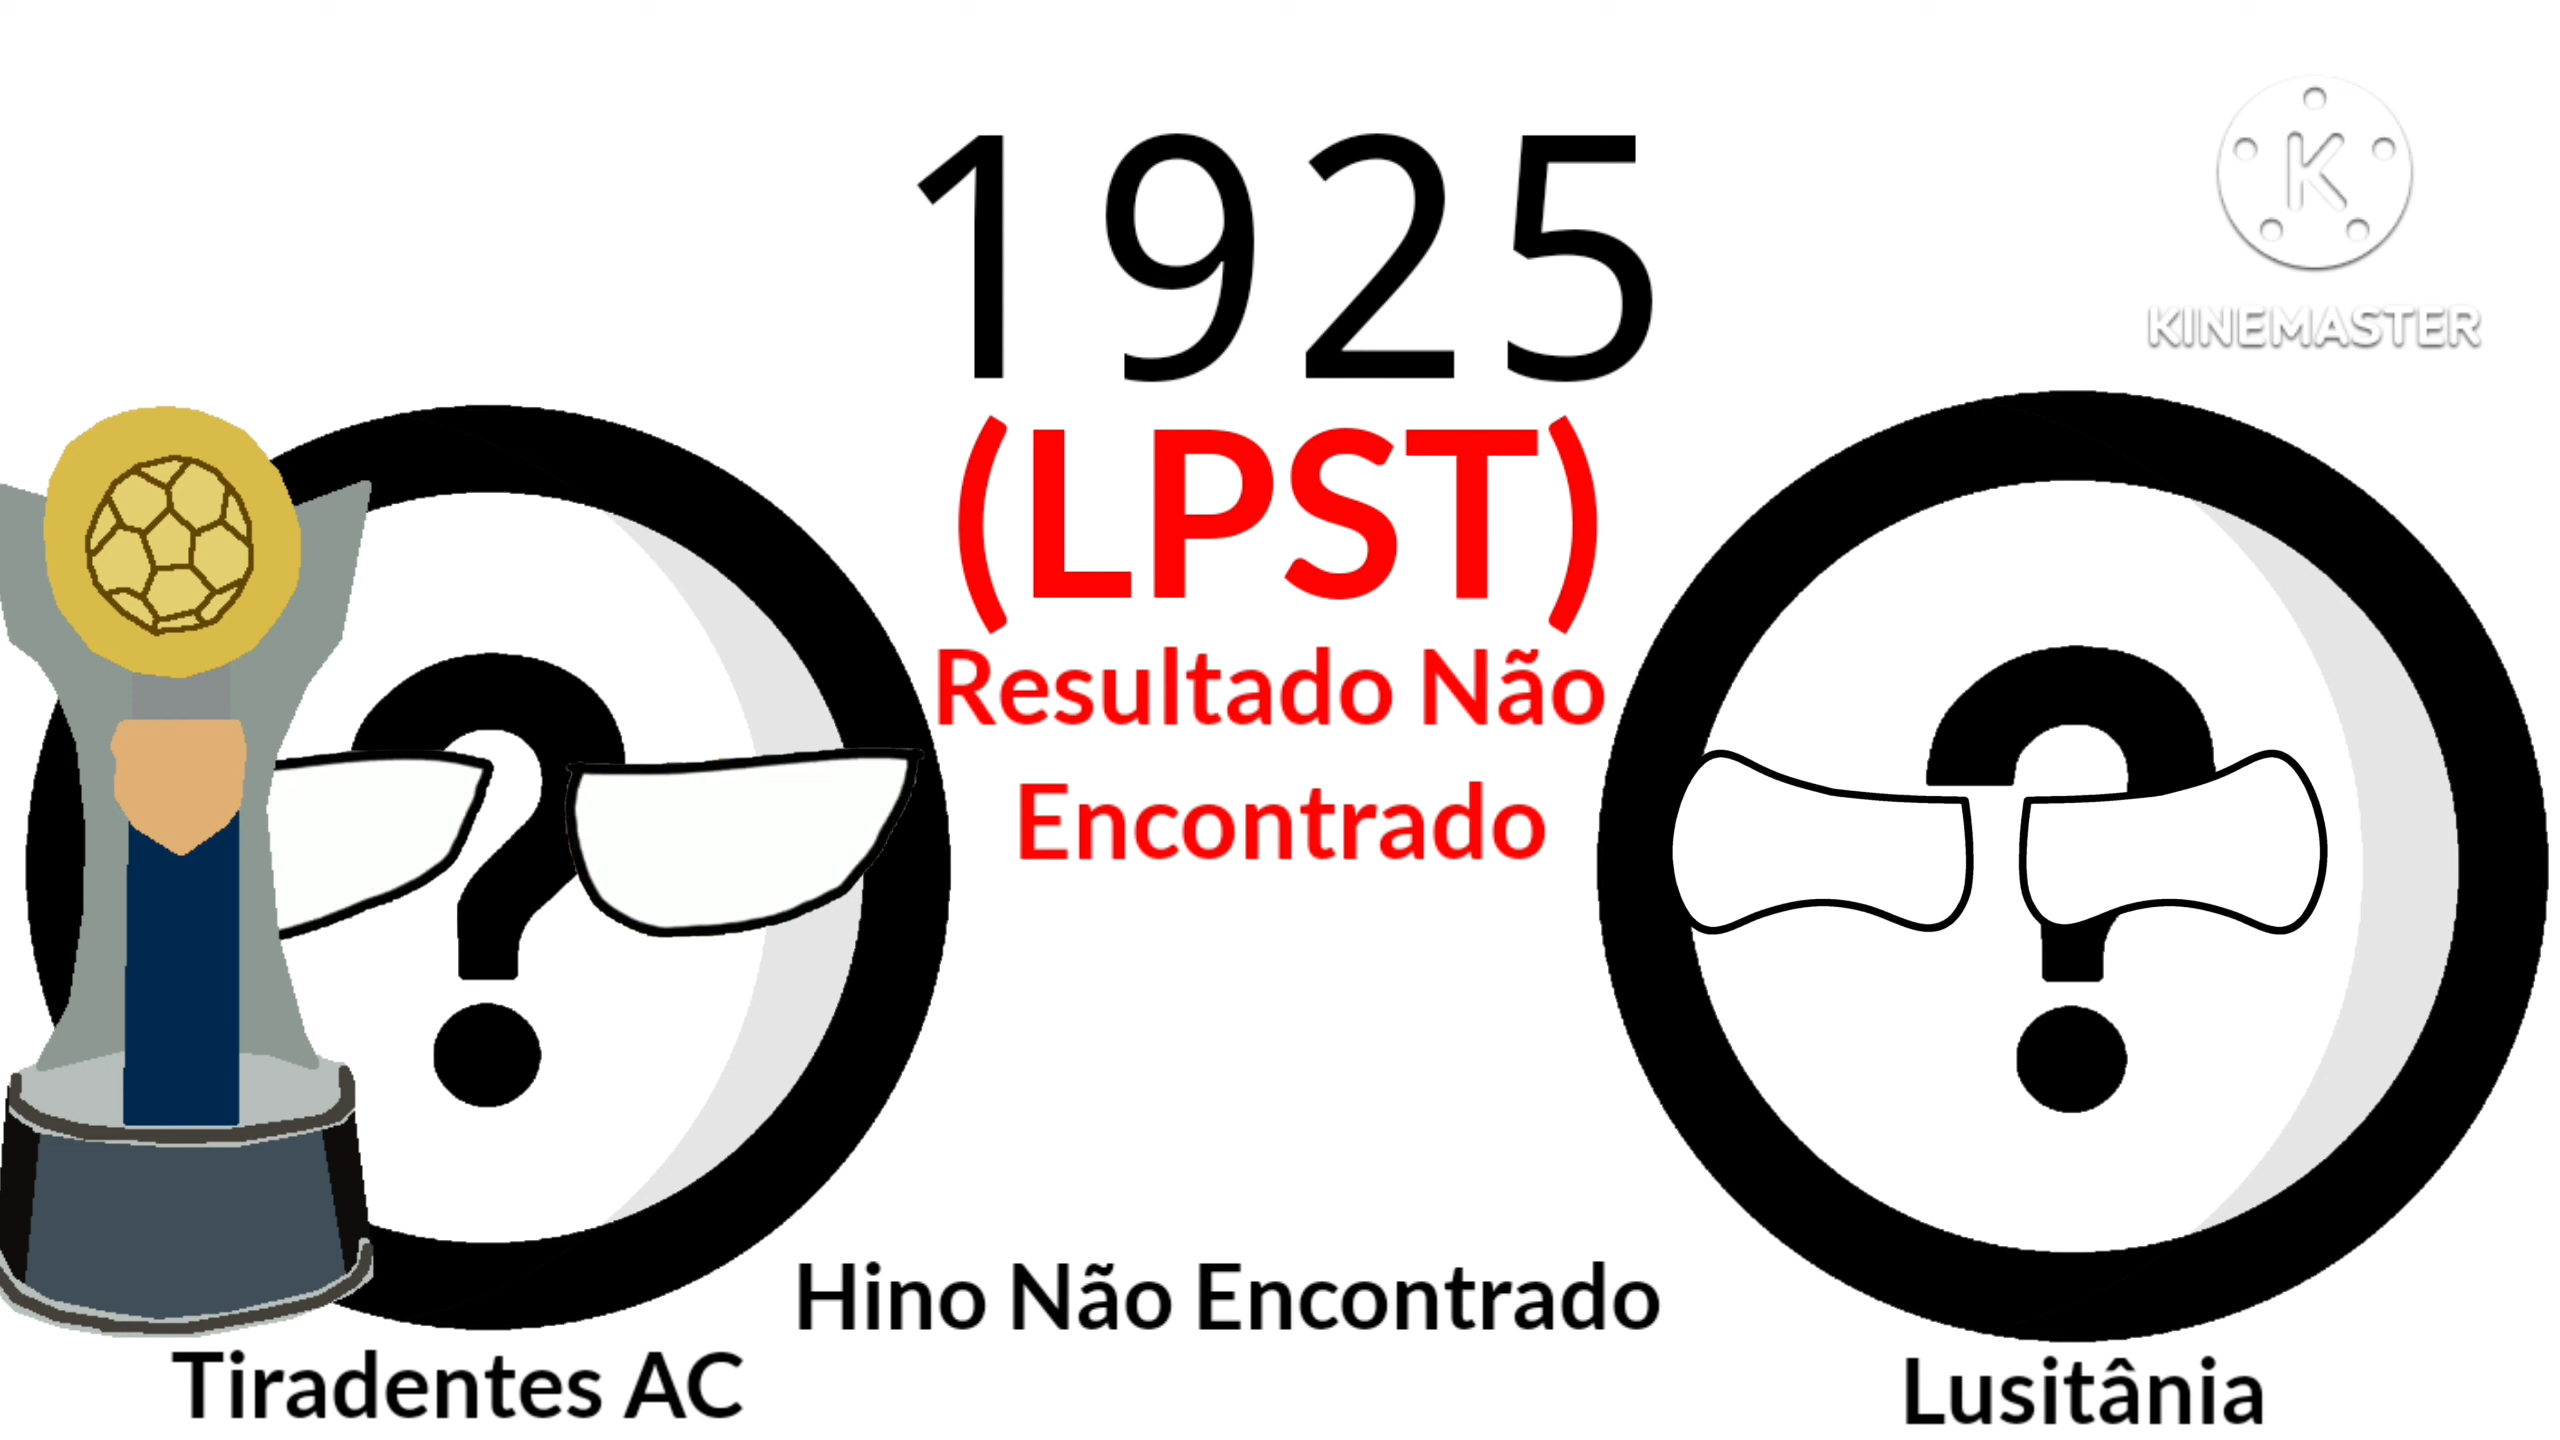 1925
K
KINEMASTER
(LPST)
Resultado Não
Encontrado
?
?
Hino Não Encontrado
Tiradentes AC
Lusitânia